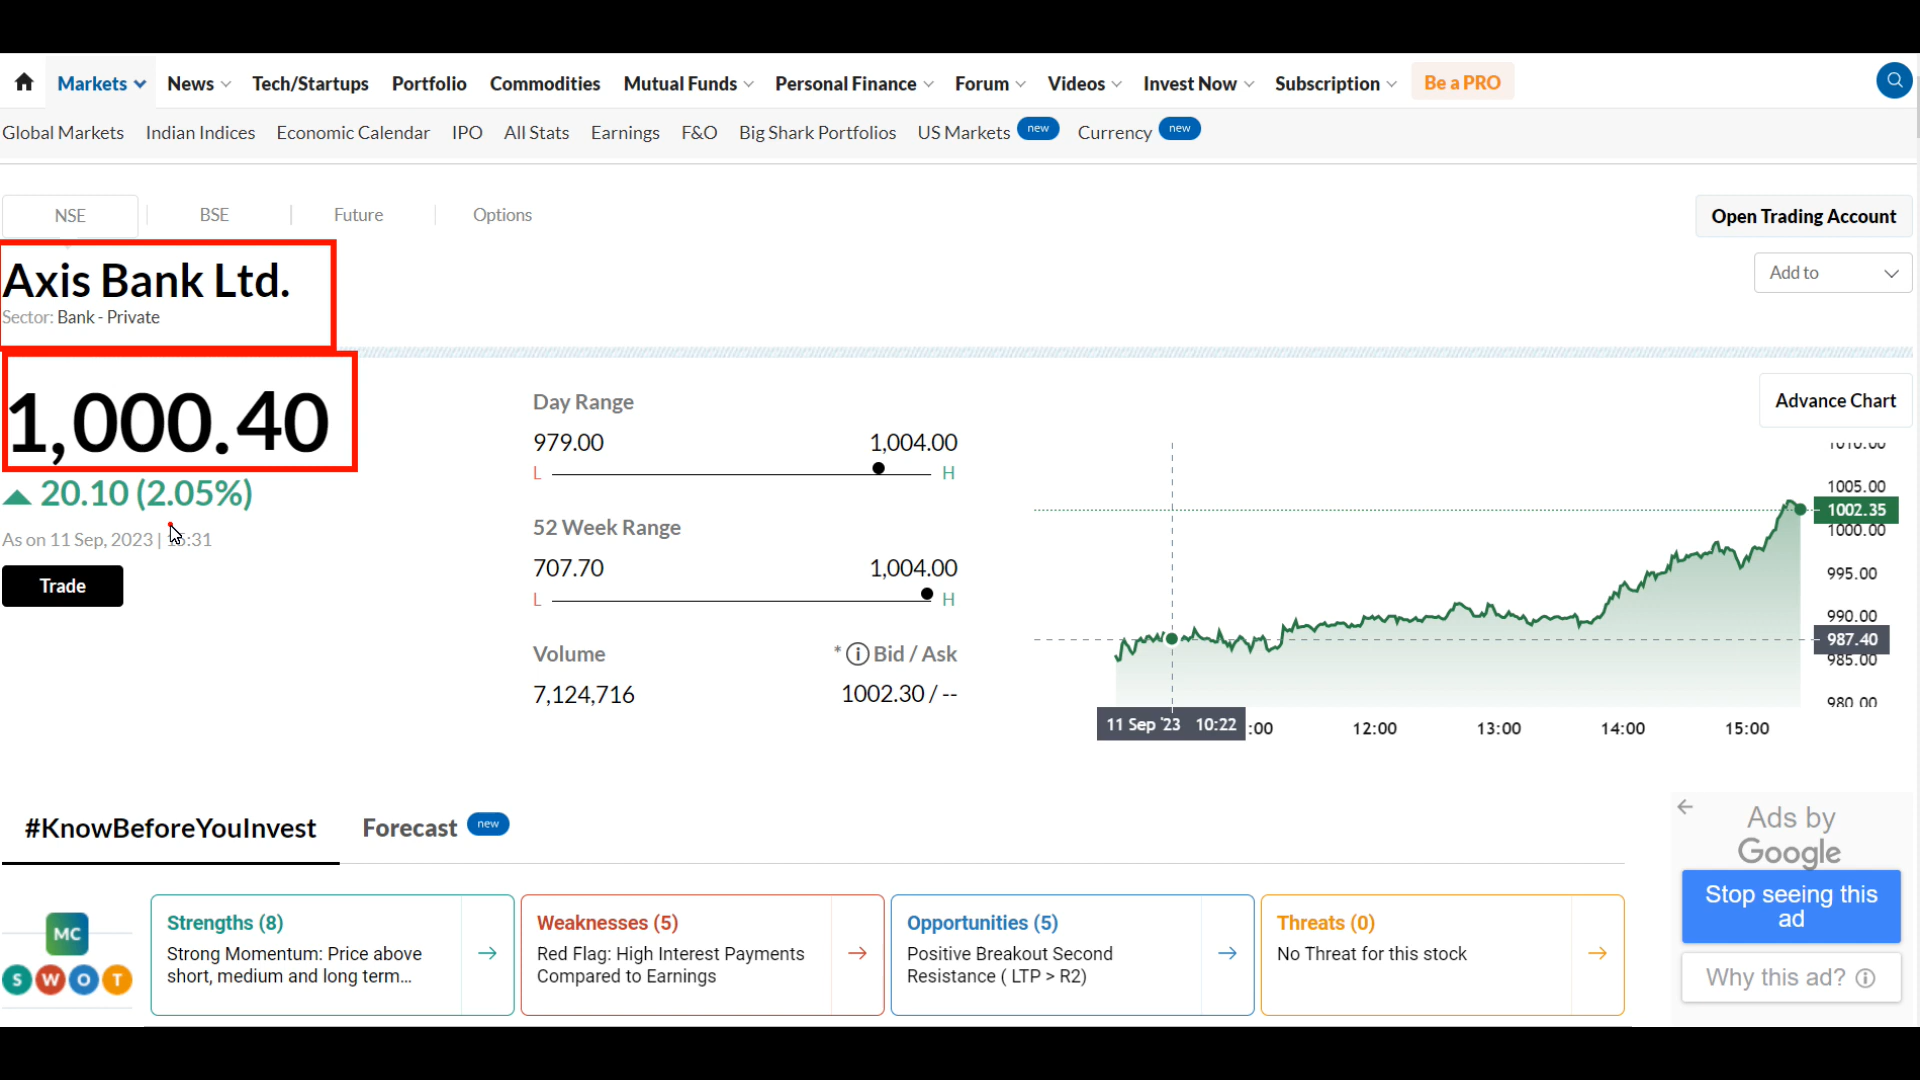 Markets News Tech/Startups Portfolio Commodities Mutual Funds Personal Finance Forum Videos Invest Now Subscription Be a PRO
Global Markets Indian Indices Economic Calendar IPO All Stats Earnings F&O Big Shark Portfolios US Markets new Currency new
NSE BSE Future Options
Open Trading Account
Axis Bank Ltd.
Add to
Sector: Bank - Private
1,000.40
20.10 (2.05%)
As on 11 Sep, 2023 | :31
Trade
Day Range
979.00 1,004.00
L H
52 Week Range
707.70 1,004.00
L H
Volume * Bid / Ask
7,124,716 1002.30 / --
Advance Chart
1010.00
1005.00
1002.35
1000.00
995.00
990.00
987.40
985.00
980.00
11 Sep '23 10:22 :00 12:00 13:00 14:00 15:00
#KnowBeforeYouInvest Forecast new
MC
S W O T
Strengths (8)
Strong Momentum: Price above
short, medium and long term...
Weaknesses (5)
Red Flag: High Interest Payments
Compared to Earnings
Opportunities (5)
Positive Breakout Second
Resistance ( LTP > R2)
Threats (0)
No Threat for this stock
Ads by
Google
Stop seeing this
ad
Why this ad?